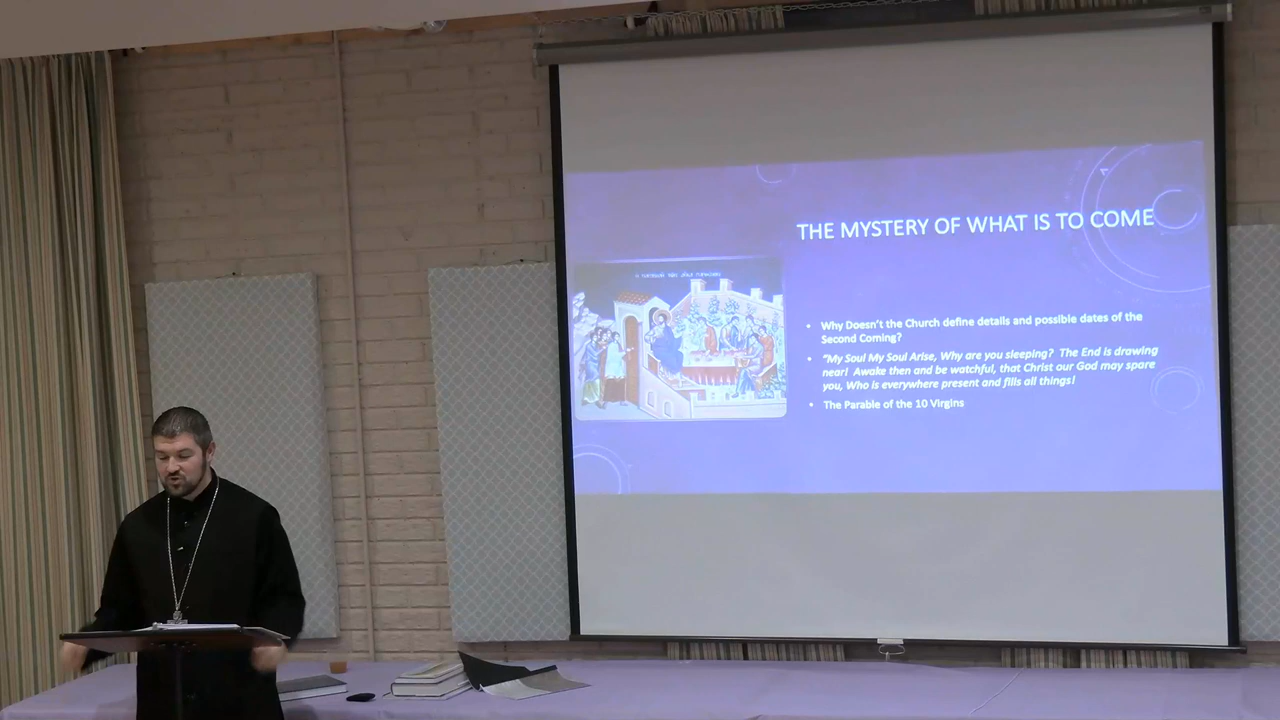 THE MYSTERY OF WHAT IS TO COME
• Why Doesn't the Church define details and possible dates of the
Second Coming?
• "My Soul My Soul Arise, Why are you sleeping? The End is drawing
near! Awake then and be watchful, that Christ our God may spare
you, Who is everywhere present and fills all things!
• The Parable of the 10 Virgins